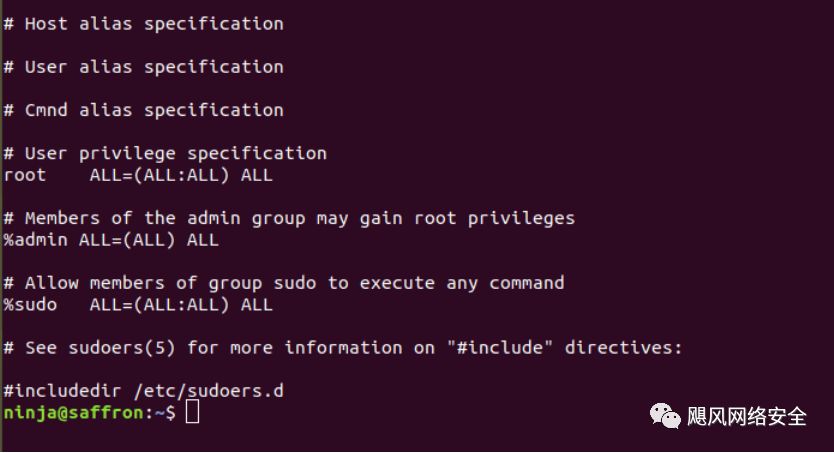 # Host alias specification
# User alias specification
# Cmnd alias specification
# User privilege specification
root    ALL=(ALL:ALL) ALL
# Members of the admin group may gain root privileges
%admin ALL=(ALL) ALL
# Allow members of group sudo to execute any command
%sudo   ALL=(ALL:ALL) ALL
# See sudoers(5) for more information on "#include" directives:
#includedir /etc/sudoers.d
ninja@saffron:~$
飓风网络安全